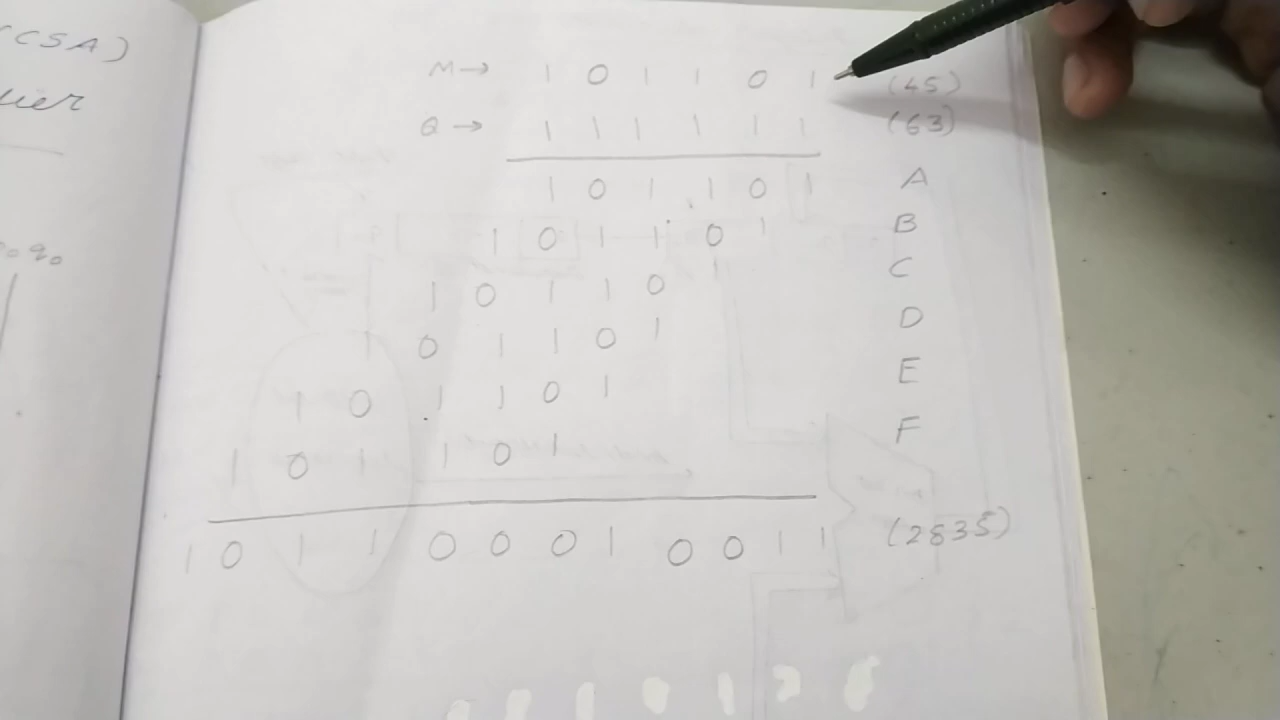 (CSA)
lier
M → 1 0 1 1 0 1 (45)
Q → 1 1 1 1 1 1 (63)
1 0 1 1 0 1 A
1 0 1 1 0 1 B
1 0 1 1 0 1 C
1 0 1 1 0 1 D
1 0 1 1 0 1 E
1 0 1 1 0 1 F
1 0 1 1 0 0 0 1 0 0 1 1 (2835)